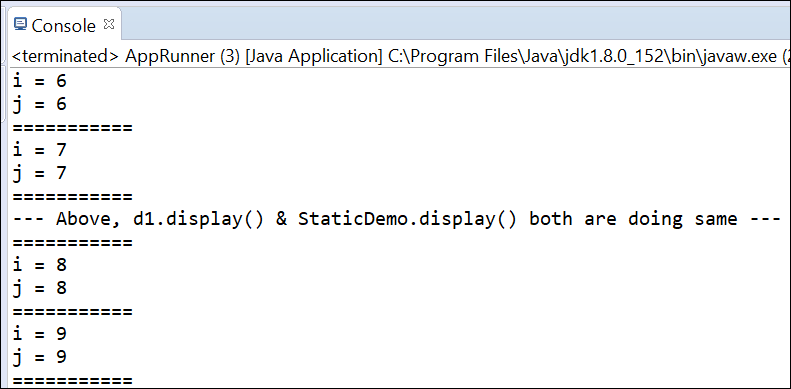 Console
<terminated> AppRunner (3) [Java Application] C:\Program Files\Java\jdk1.8.0_152\bin\javaw.exe (2
i = 6
j = 6
===========
i = 7
j = 7
===========
--- Above, d1.display() & StaticDemo.display() both are doing same ---
===========
i = 8
j = 8
===========
i = 9
j = 9
===========